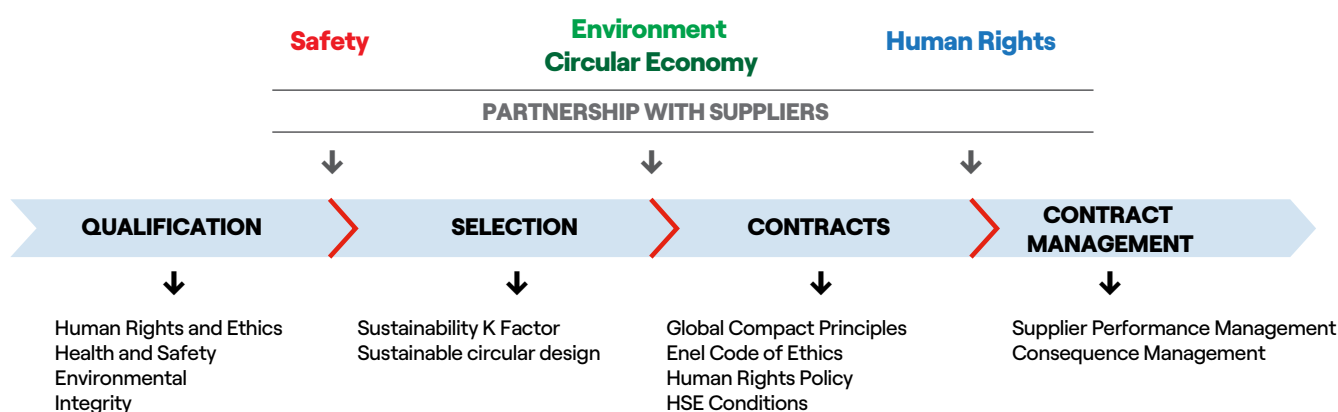 Safety
Environment
Circular Economy
Human Rights
PARTNERSHIP WITH SUPPLIERS
QUALIFICATION
SELECTION
CONTRACTS
CONTRACT
MANAGEMENT
Human Rights and Ethics
Health and Safety
Environmental
Integrity
Sustainability K Factor
Sustainable circular design
Global Compact Principles
Enel Code of Ethics
Human Rights Policy
HSE Conditions
Supplier Performance Management
Consequence Management